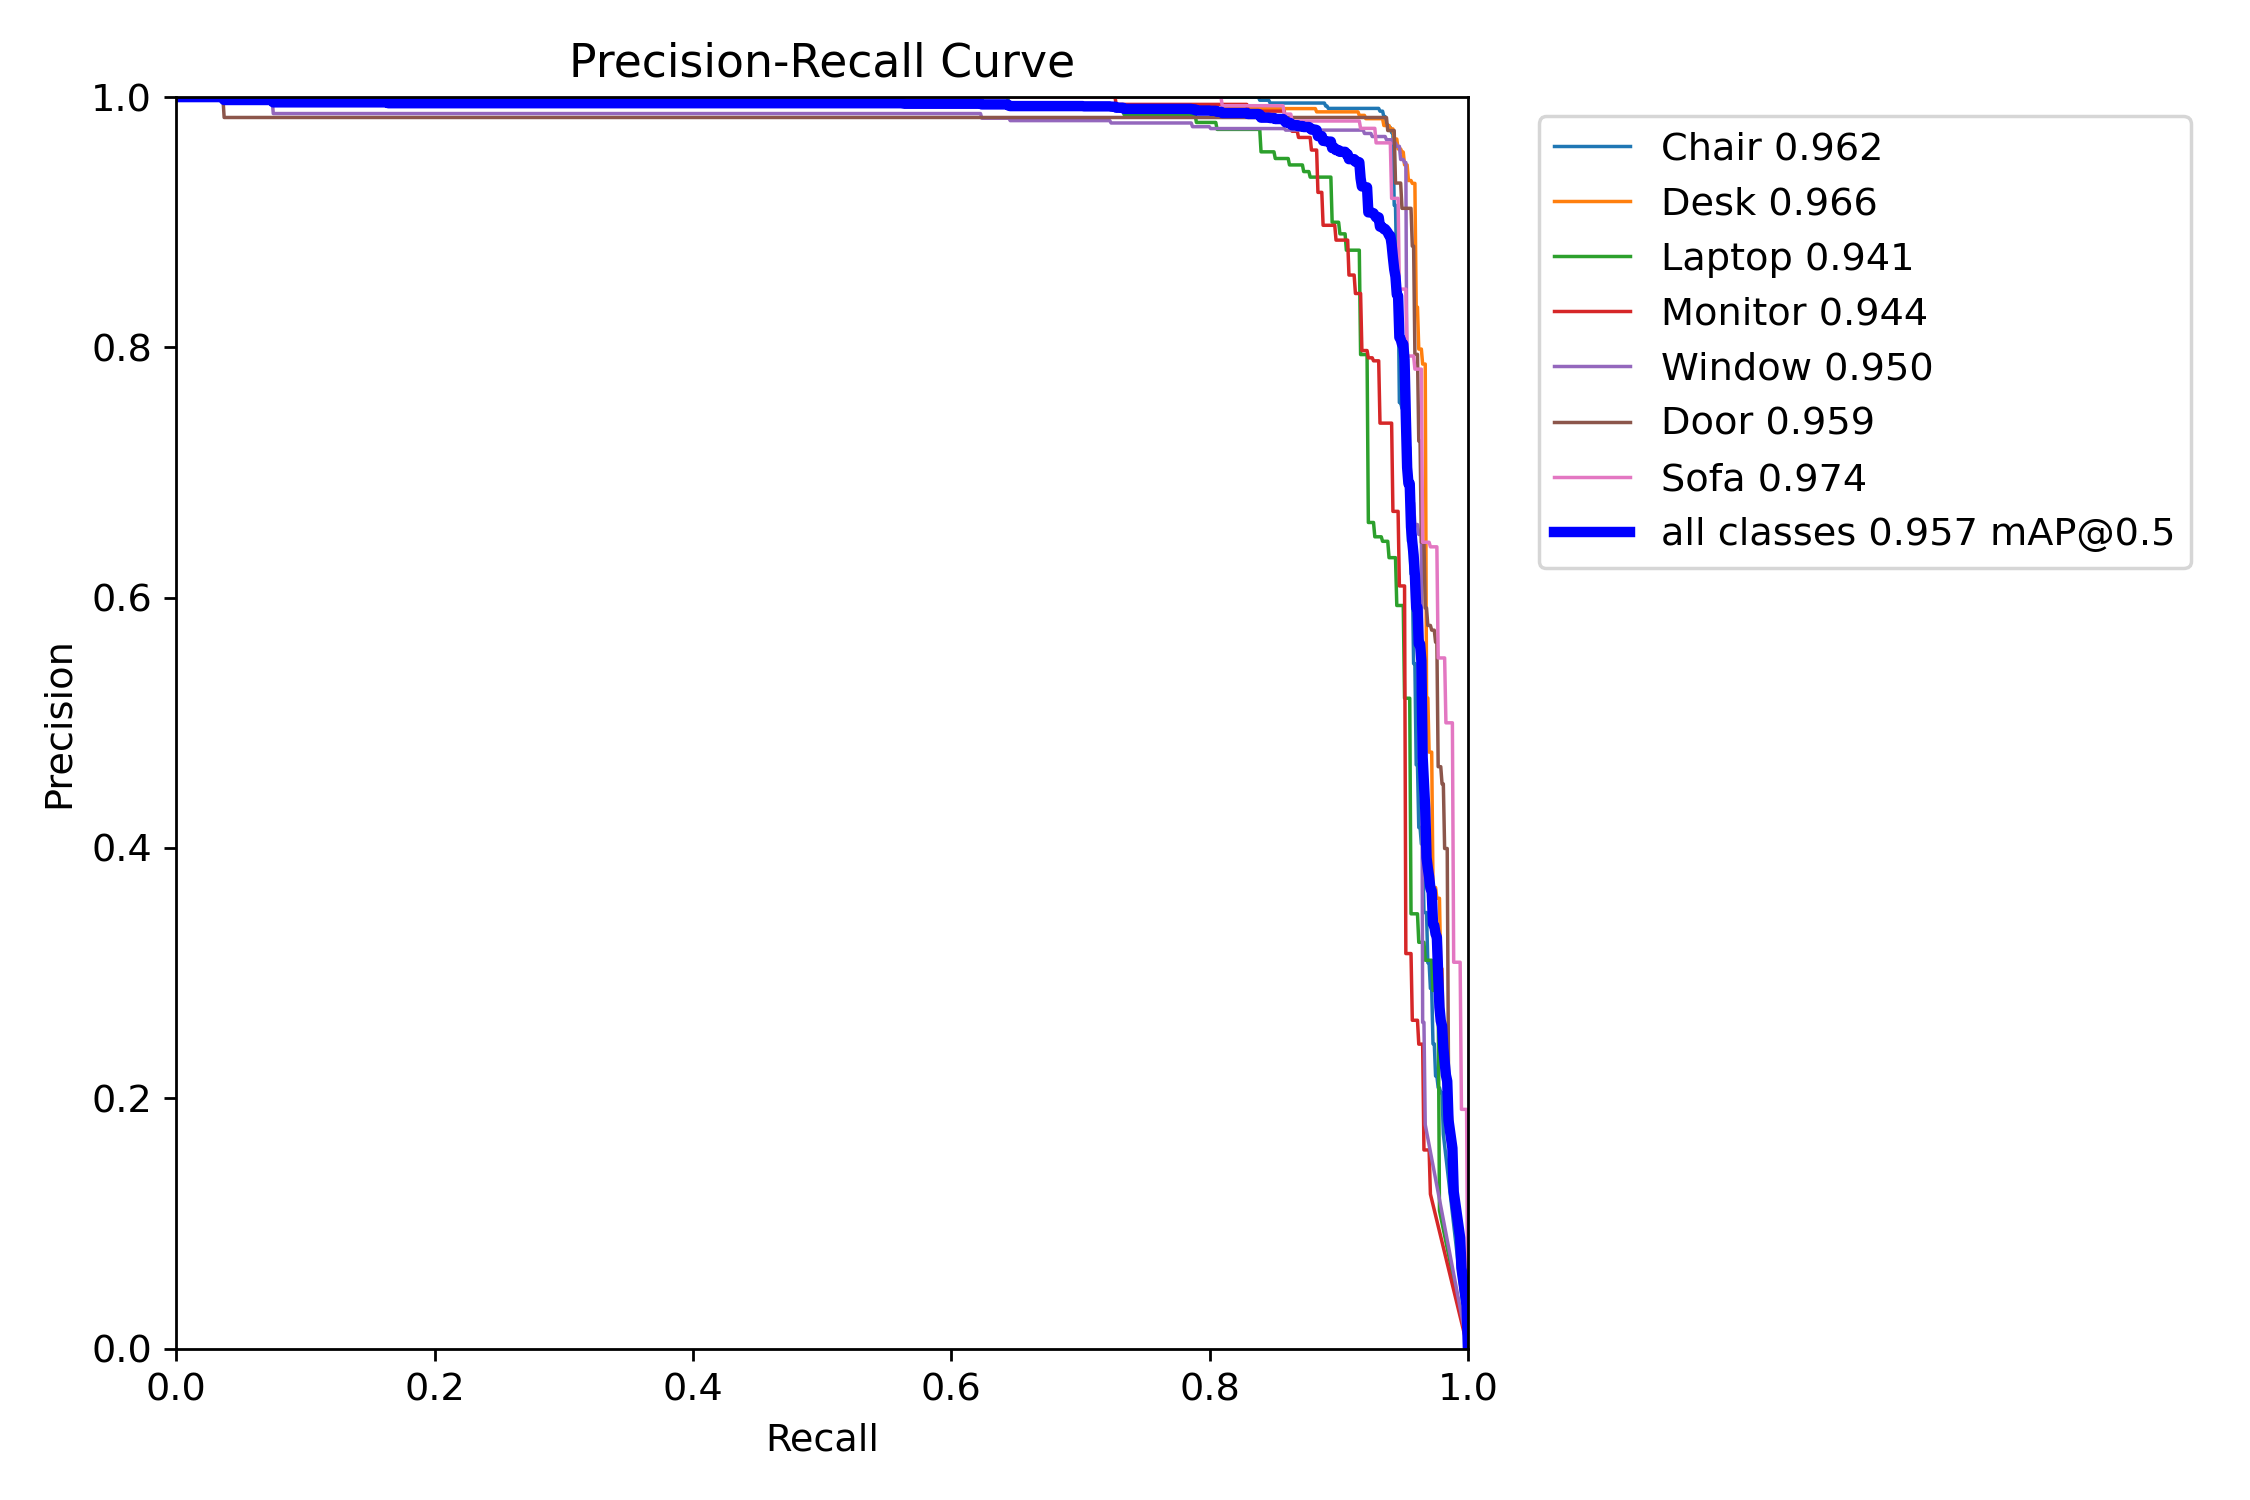 Precision-Recall Curve
1.0
0.8
0.6
0.4
0.2
0.0
Precision
0.0 0.2 0.4 0.6 0.8 1.0
Recall
Chair 0.962
Desk 0.966
Laptop 0.941
Monitor 0.944
Window 0.950
Door 0.959
Sofa 0.974
all classes 0.957 mAP@0.5